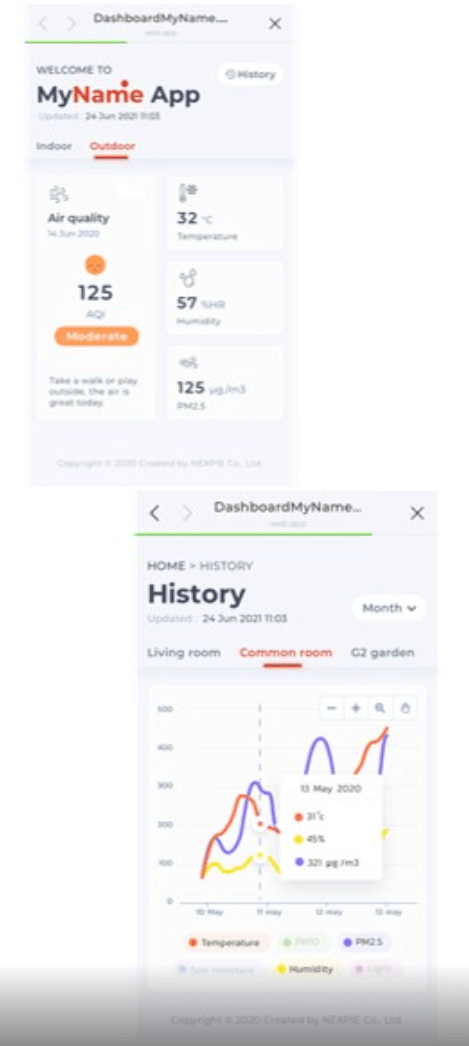 DashboardMyName....
web app
WELCOME TO
History
MyName App
Updated : 24 Jun 2021 11:03
Indoor Outdoor
Air quality
14 Jun 2020
125
AQI
Moderate
Take a walk or play
outside, the air is
great today.
32 °C
Temperature
57 %HR
Humidity
125 µg/m3
PM2.5
Copyright © 2020 Created by NEXPIE Co., Ltd.
DashboardMyName...
web app
HOME > HISTORY
History
Updated : 24 Jun 2021 11:03
Month
Living room Common room G2 garden
500
400
300
200
100
0
13 May 2020
31°c
45%
321 µg/m3
10 May 11 may 12 may 13 may
Temperature PM10 PM2.5
Soil moisture Humidity Light
Copyright © 2020 Created by NEXPIE Co., Ltd.